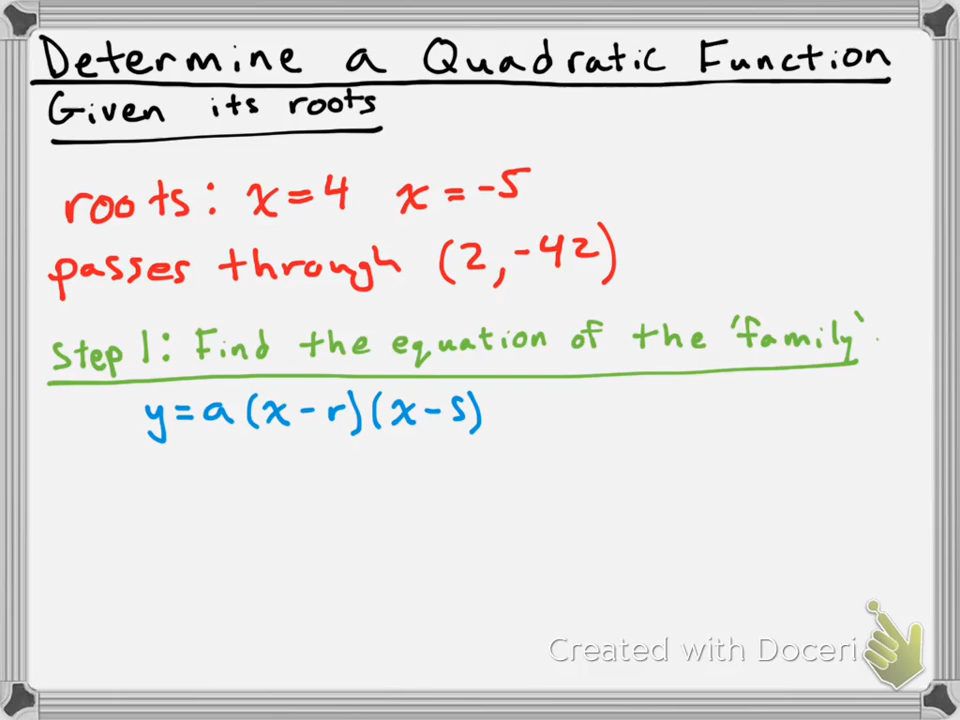 Determine a Quadratic Function
Given its roots
roots: x=4 x=-5
passes through (2,-42)
Step 1: Find the equation of the 'family'.
y=a(x-r)(x-s)
Created with Doceri